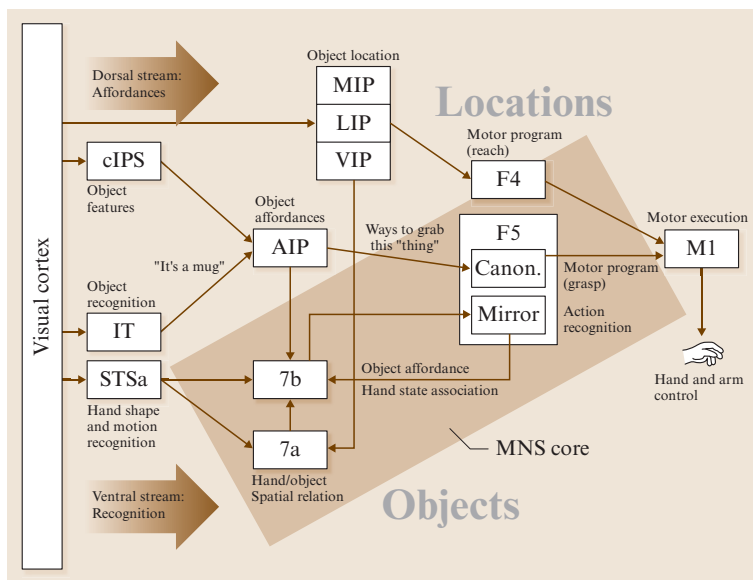 Visual cortex
Dorsal stream:
Affordances
Object location
MIP
LIP
VIP
Locations
cIPS
Object
features
Motor program
(reach)
F4
Object
affordances
AIP
Ways to grab
this "thing"
F5
Canon.
Mirror
Motor execution
M1
Motor program
(grasp)
Action
recognition
"It's a mug"
Object
recognition
IT
STSa
Hand shape
and motion
recognition
7b
Object affordance
Hand state association
Hand and arm
control
7a
Hand/object
Spatial relation
MNS core
Ventral stream:
Recognition
Objects